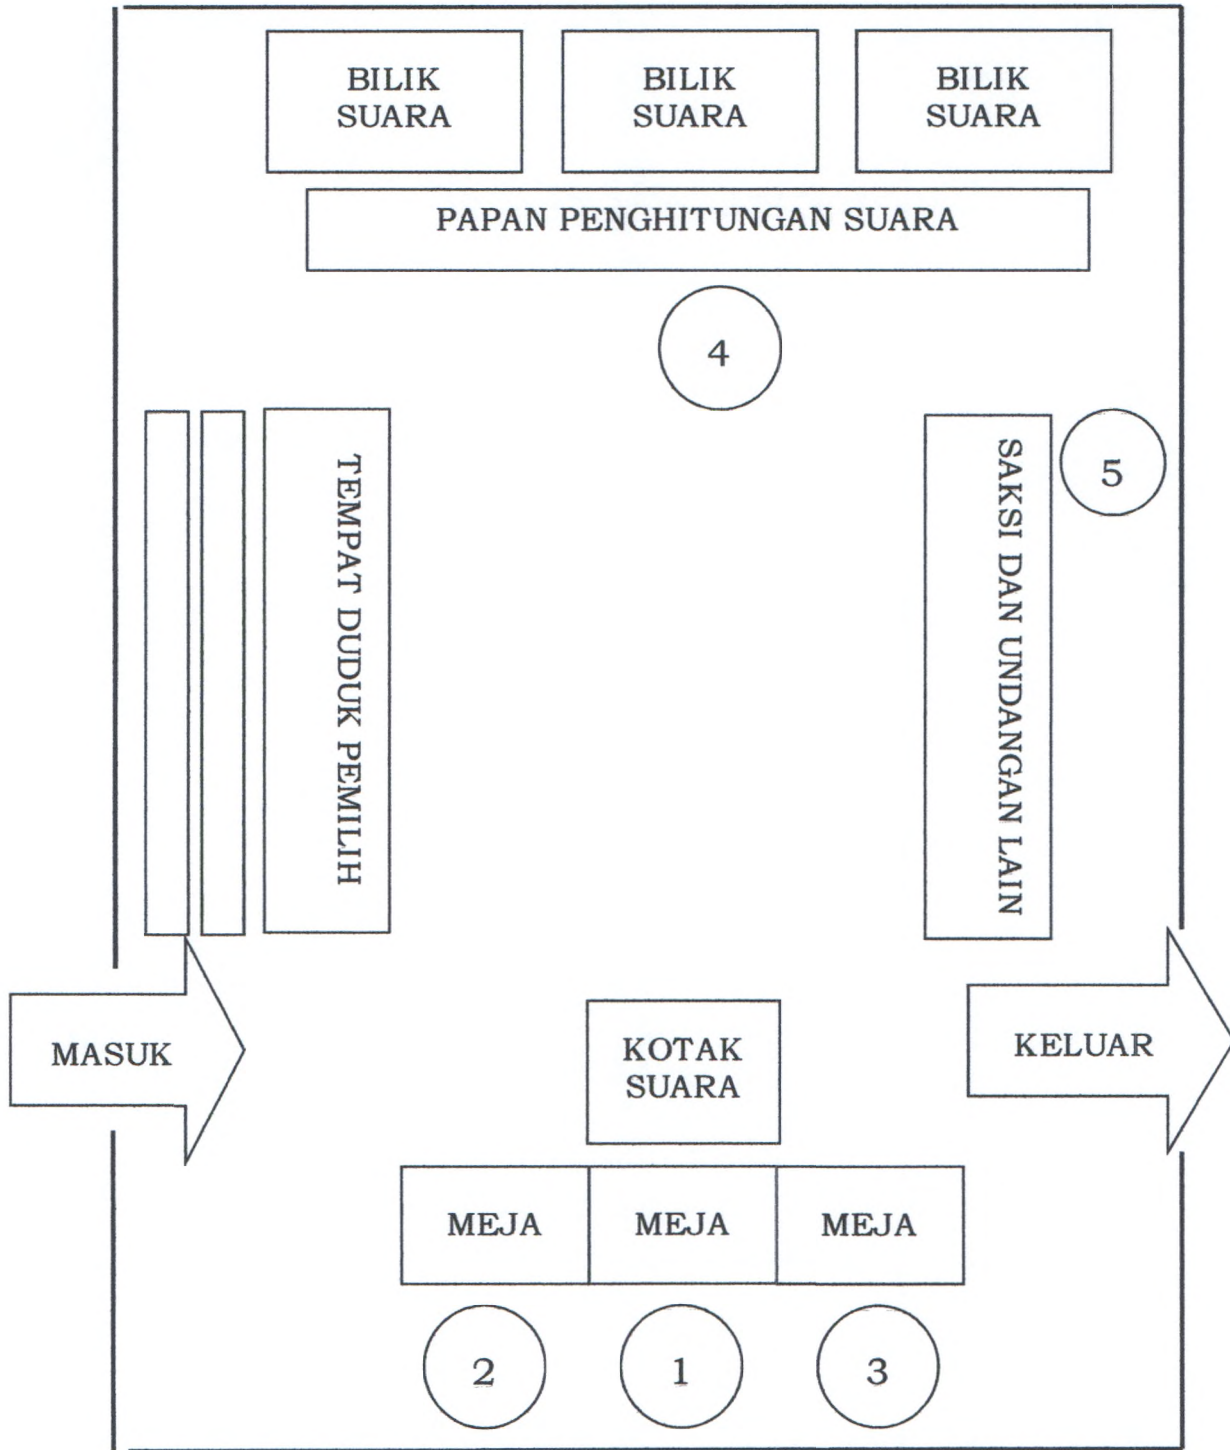 BILIK
SUARA
BILIK
SUARA
BILIK
SUARA
PAPAN PENGHITUNGAN SUARA
4
TEMPAT DUDUK PEMILIH
SAKSI DAN UNDANGAN LAIN
5
MASUK
KOTAK
SUARA
KELUAR
MEJA
MEJA
MEJA
2
1
3